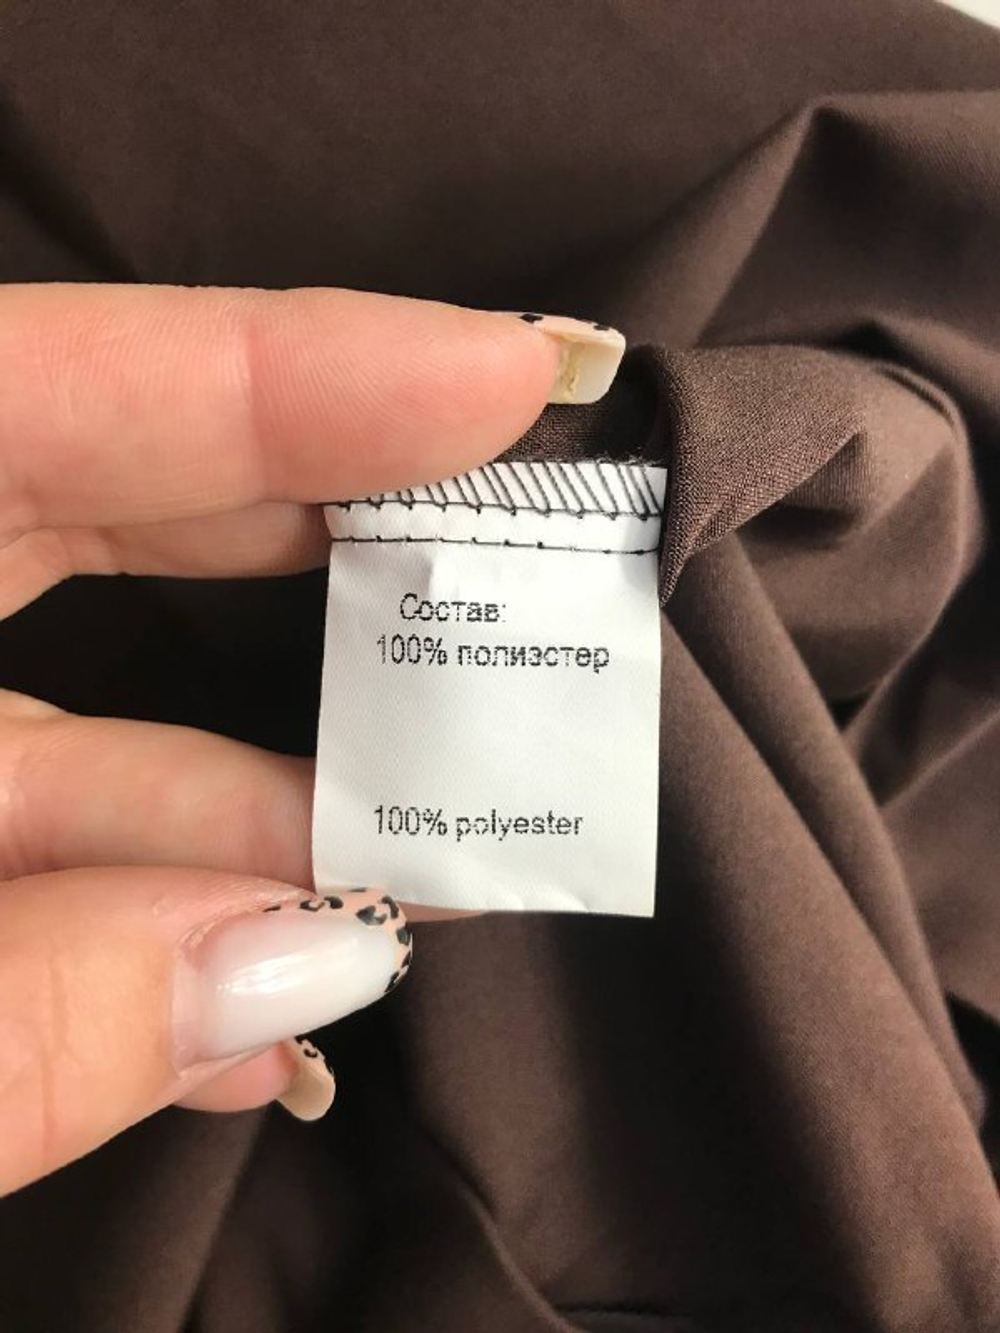 Состав:
100% полиэстер
100% polyester